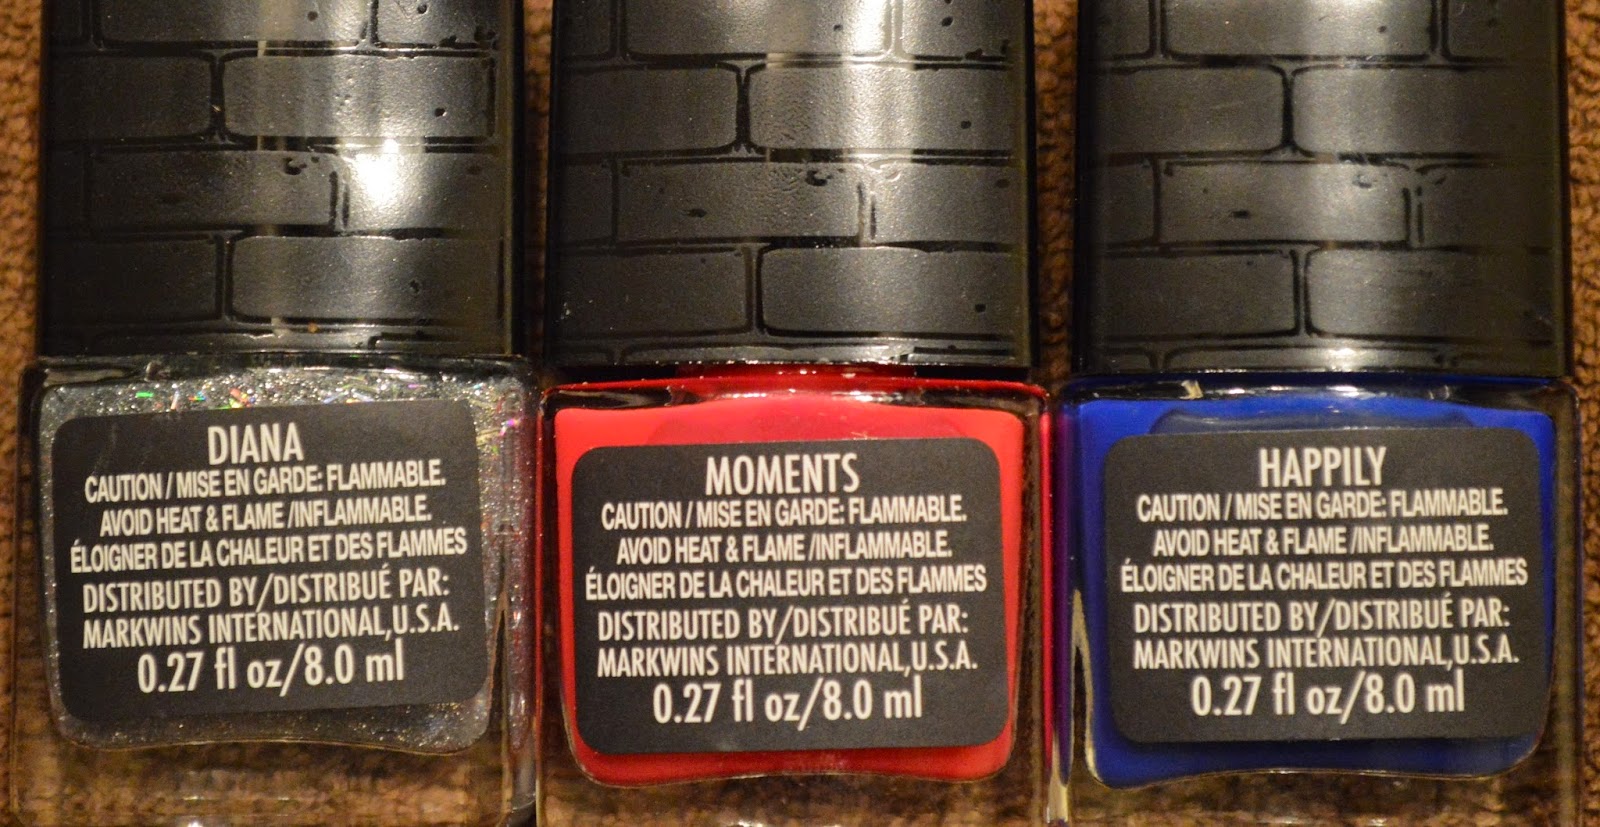 DIANA
CAUTION / MISE EN GARDE: FLAMMABLE.
AVOID HEAT & FLAME /INFLAMMABLE.
ÉLOIGNER DE LA CHALEUR ET DES FLAMMES
DISTRIBUTED BY/DISTRIBUÉ PAR:
MARKWINS INTERNATIONAL,U.S.A.
0.27 fl oz/8.0 ml
MOMENTS
CAUTION / MISE EN GARDE: FLAMMABLE.
AVOID HEAT & FLAME /INFLAMMABLE.
ÉLOIGNER DE LA CHALEUR ET DES FLAMMES
DISTRIBUTED BY/DISTRIBUÉ PAR:
MARKWINS INTERNATIONAL,U.S.A.
0.27 fl oz/8.0 ml
HAPPILY
CAUTION / MISE EN GARDE: FLAMMABLE.
AVOID HEAT & FLAME /INFLAMMABLE.
ÉLOIGNER DE LA CHALEUR ET DES FLAMMES
DISTRIBUTED BY/DISTRIBUÉ PAR:
MARKWINS INTERNATIONAL,U.S.A.
0.27 fl oz/8.0 ml